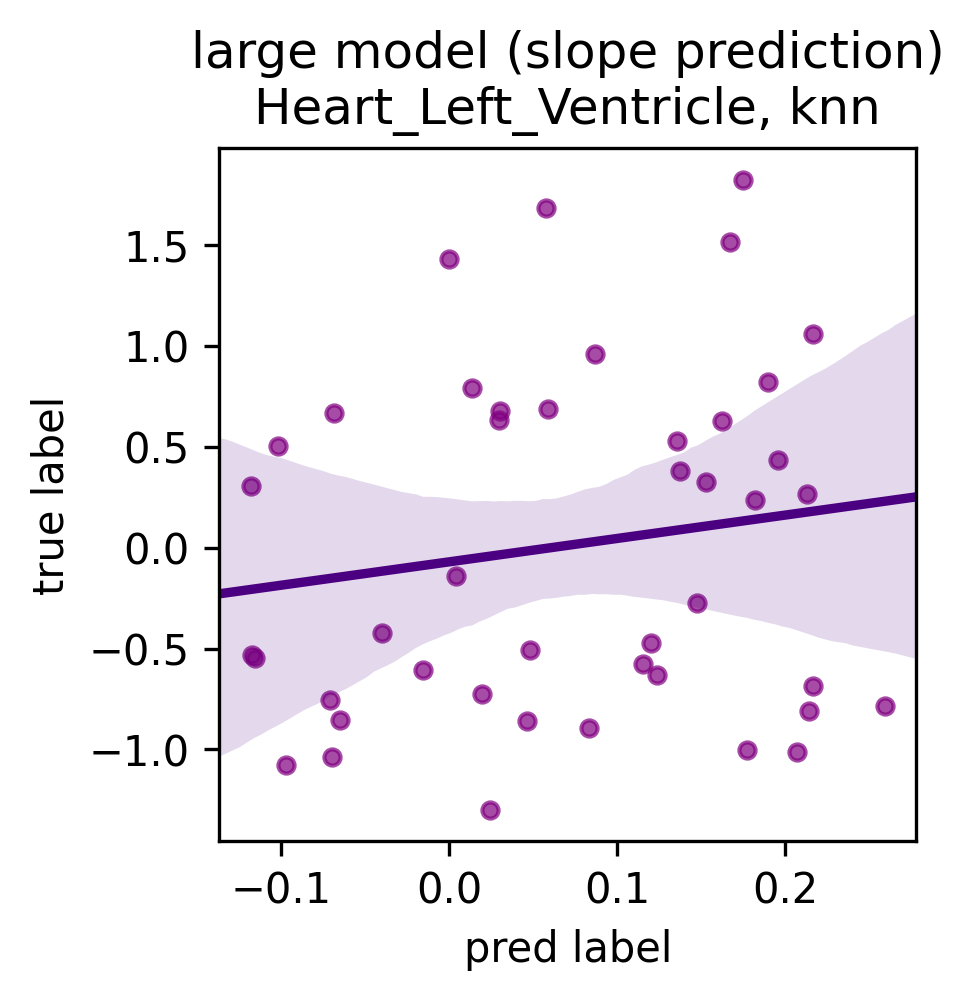 large model (slope prediction)
Heart_Left_Ventricle, knn
1.5
1.0
0.5
0.0
−0.5
−1.0
true label
−0.1
0.0
0.1
0.2
pred label